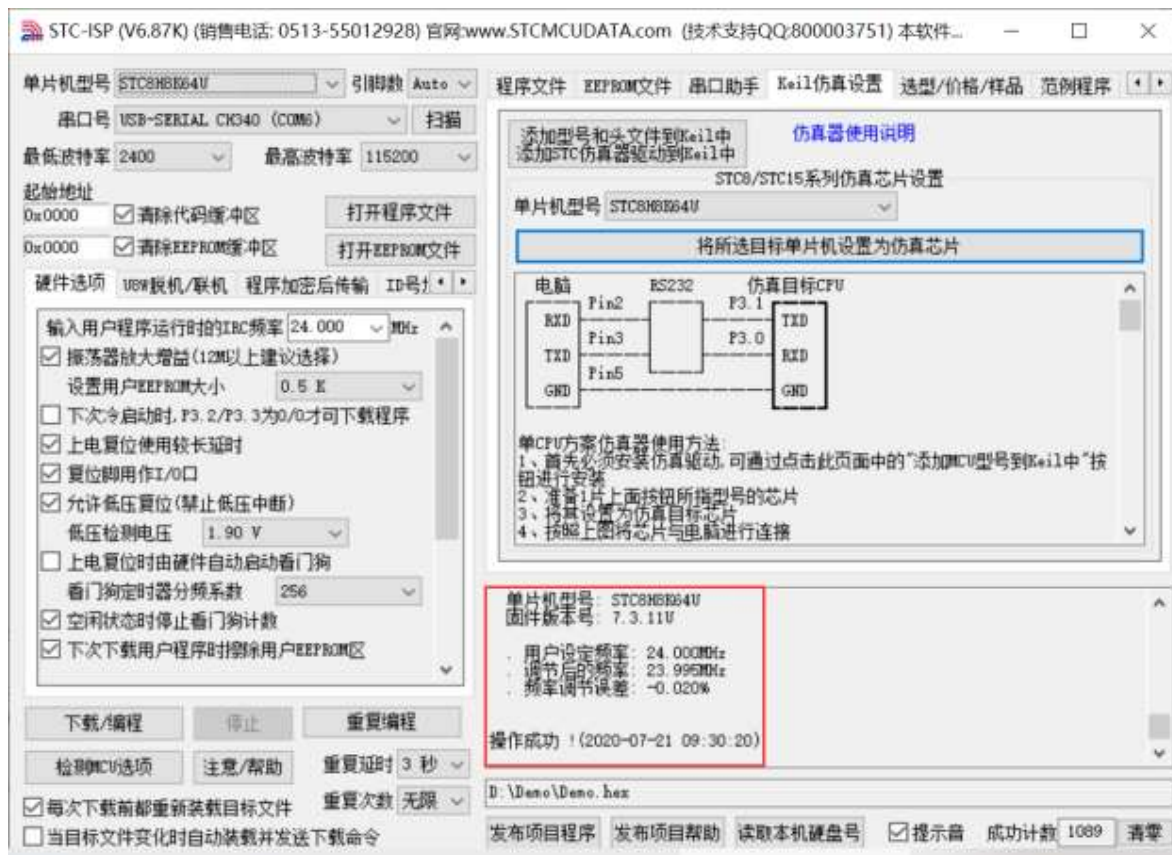 STC-ISP (V6.87K) (销售电话: 0513-55012928) 官网:www.STCMCUDATA.com (技术支持QQ:800003751) 本软件...
单片机型号 STC8H8K64U 引脚数 Auto
串口号 USB-SERIAL CH340 (COM6) 扫描
最低波特率 2400 最高波特率 115200
起始地址
0x0000 清除代码缓冲区 打开程序文件
0x0000 清除EEPROM缓冲区 打开EEPROM文件
硬件选项 U8W脱机/联机 程序加密后传输 ID号
输入用户程序运行时的IRC频率 24.000 MHz
振荡器放大增益(12M以上建议选择)
设置用户EEPROM大小 0.5 K
下次冷启动时,P3.2/P3.3为0/0才可下载程序
上电复位使用较长延时
复位脚用作I/O口
允许低压复位(禁止低压中断)
低压检测电压 1.90 V
上电复位时由硬件自动启动看门狗
看门狗定时器分频系数 256
空闲状态时停止看门狗计数
下次下载用户程序时擦除用户EEPROM区
下载/编程 停止 重复编程
检测MCU选项 注意/帮助 重复延时 3 秒
每次下载前都重新装载目标文件 重复次数 无限
当目标文件变化时自动装载并发送下载命令
程序文件 EEPROM文件 串口助手 Keil仿真设置 选型/价格/样品 范例程序
添加型号和头文件到Keil中
添加STC仿真器驱动到Keil中
仿真器使用说明
STC8/STC15系列仿真芯片设置
单片机型号 STC8H8K64U
将所选目标单片机设置为仿真芯片
电脑 RS232 仿真目标CPU
Pin2 P3.1
RXD TXD
Pin3 P3.0
TXD RXD
Pin5
GND GND
单CPU方案仿真器使用方法:
1、首先必须安装仿真驱动,可通过点击此页面中的"添加MCU型号到Keil中"按
钮进行安装
2、准备1片上面按钮所指型号的芯片
3、将其设置为仿真目标芯片
4、按照上图将芯片与电脑进行连接
单片机型号: STC8H8K64U
固件版本号: 7.3.11U
. 用户设定频率: 24.000MHz
. 调节后的频率: 23.995MHz
. 频率调节误差: -0.020%
操作成功 !(2020-07-21 09:30:20)
D:\Demo\Demo.hex
发布项目程序 发布项目帮助 读取本机硬盘号 提示音 成功计数 1089 清零